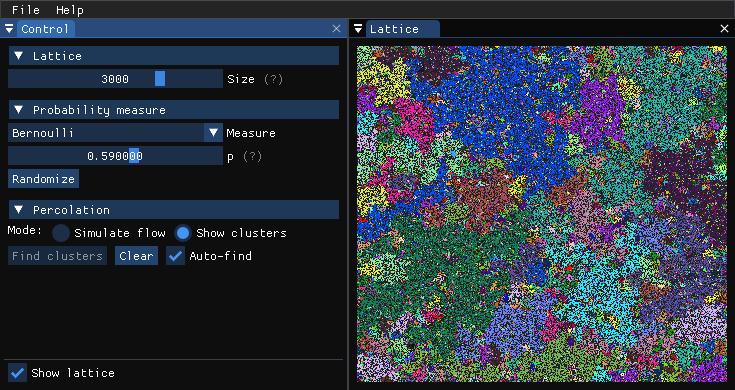 File Help
Control
Lattice
Lattice
3000 Size (?)
Probability measure
Bernoulli Measure
0.590000 p (?)
Randomize
Percolation
Mode: Simulate flow Show clusters
Find clusters Clear Auto-find
Show lattice